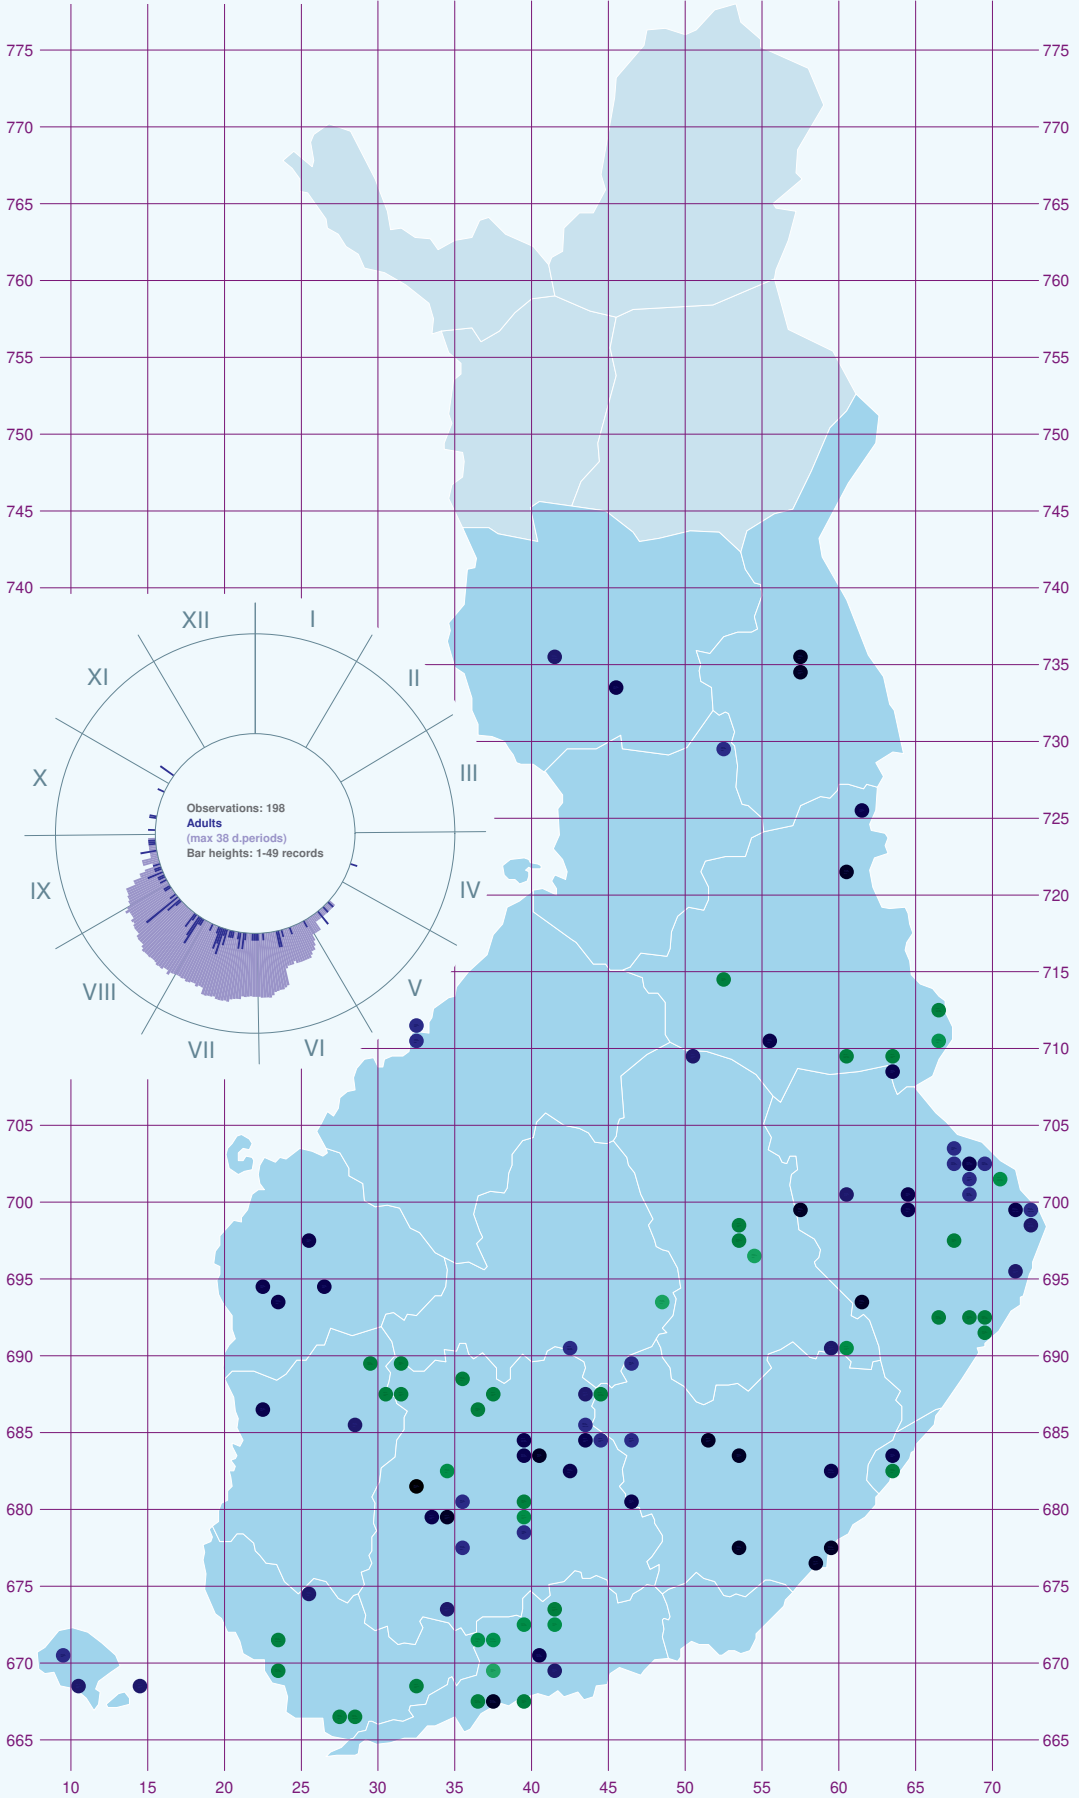 775 775
770 770
765 765
760 760
755 755
750 750
745 745
740 740
XII I
735 735
XI II
730 730
X III
Observations: 198
725 725
Adults
(max 38 d.periods)
Bar heights: 1-49 records
IX IV
720 720
715 715
VIII V
VII VI
710 710
705 705
700 700
695 695
690 690
685 685
680 680
675 675
670 670
665 665
10 15 20 25 30 35 40 45 50 55 60 65 70